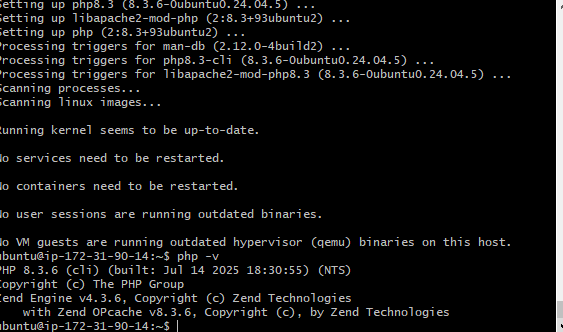 Setting up php8.3 (8.3.6-0ubuntu0.24.04.5) ...
Setting up libapache2-mod-php (2:8.3+93ubuntu2) ...
Setting up php (2:8.3+93ubuntu2) ...
Processing triggers for man-db (2.12.0-4build2) ...
Processing triggers for php8.3-cli (8.3.6-0ubuntu0.24.04.5) ...
Processing triggers for libapache2-mod-php8.3 (8.3.6-0ubuntu0.24.04.5) ...
Scanning processes...
Scanning linux images...
Running kernel seems to be up-to-date.
No services need to be restarted.
No containers need to be restarted.
No user sessions are running outdated binaries.
No VM guests are running outdated hypervisor (qemu) binaries on this host.
ubuntu@ip-172-31-90-14:~$ php -v
PHP 8.3.6 (cli) (built: Jul 14 2025 18:30:55) (NTS)
Copyright (c) The PHP Group
Zend Engine v4.3.6, Copyright (c) Zend Technologies
    with Zend OPcache v8.3.6, Copyright (c), by Zend Technologies
ubuntu@ip-172-31-90-14:~$